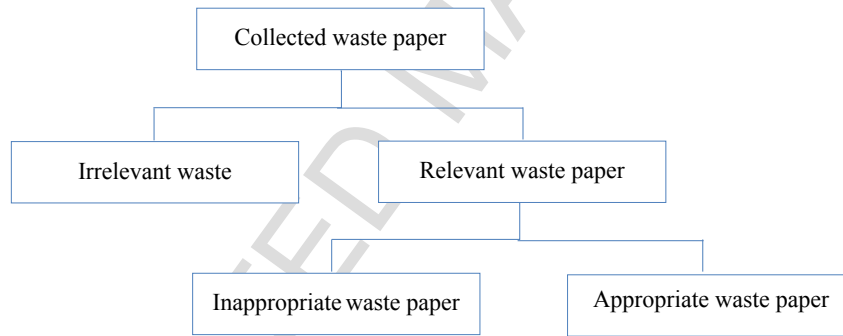 Collected waste paper
Irrelevant waste
Relevant waste paper
Inappropriate waste paper
Appropriate waste paper